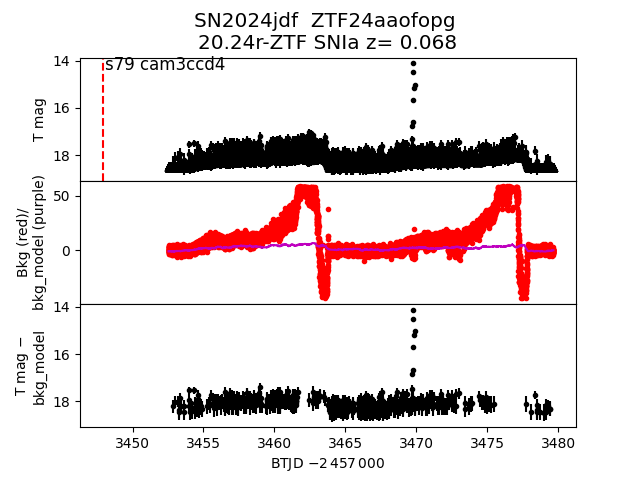 SN2024jdf  ZTF24aaofopg
20.24r-ZTF SNIa z= 0.068
s79 cam3ccd4
T mag
14
16
18
Bkg (red)/
bkg_model (purple)
50
0
T mag −
bkg_model
14
16
18
3450 3455 3460 3465 3470 3475 3480
BTJD −2 457 000